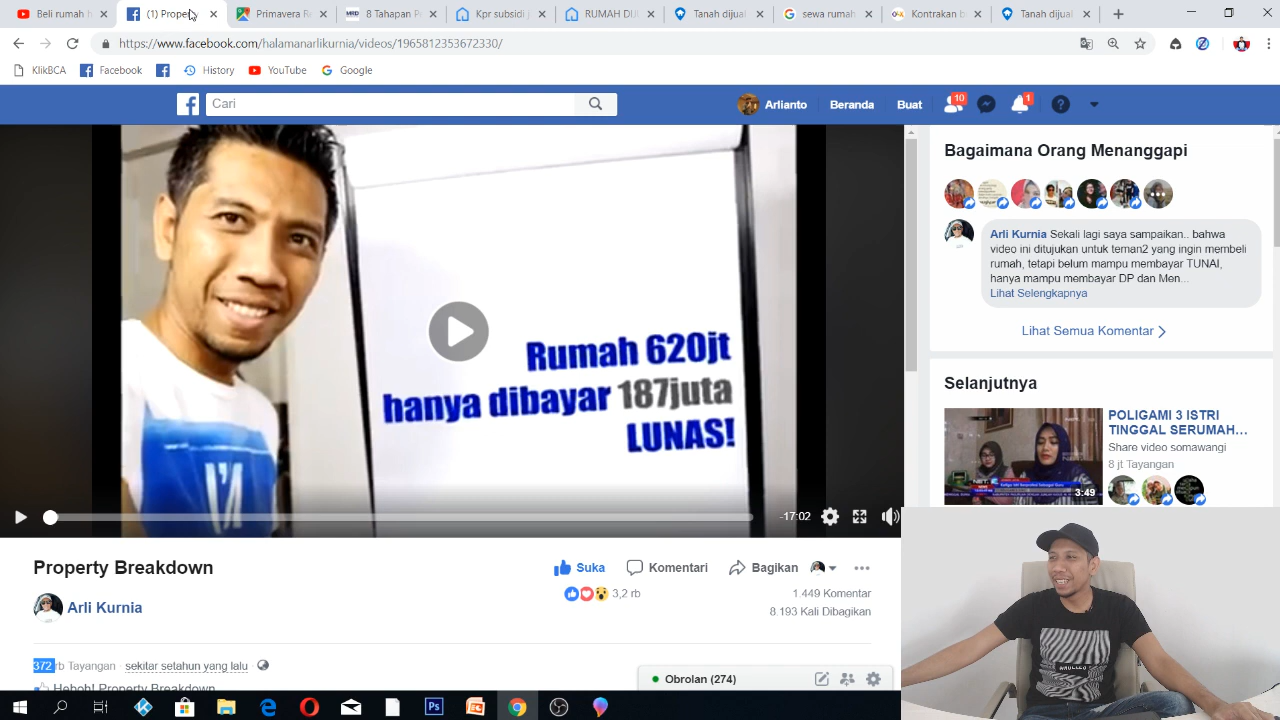 Beli rumah h
(1) Property
Primavera Re
8 Tahapan P
Kpr subsidi j
RUMAH DIJU
Tanah dijual
sewa rumah
Kontrakan b
Tanah dijual
https://www.facebook.com/halamanarlikurnia/videos/1965812353672330/
KlikBCA
Facebook
History
YouTube
Google
Cari
Arlianto
Beranda
Buat
10
1
Rumah 620jt
hanya dibayar 187juta
LUNAS!
-17:02
Property Breakdown
Suka
Komentari
Bagikan
Arli Kurnia
3,2 rb
1.449 Komentar
8.193 Kali Dibagikan
372 rb Tayangan · sekitar setahun yang lalu ·
Heboh! Property Breakdown
Bagaimana Orang Menanggapi
Arli Kurnia Sekali lagi saya sampaikan.. bahwa
video ini ditujukan untuk teman2 yang ingin membeli
rumah, tetapi belum mampu membayar TUNAI,
hanya mampu membayar DP dan Men...
Lihat Selengkapnya
Lihat Semua Komentar
Selanjutnya
POLIGAMI 3 ISTRI
TINGGAL SERUMAH...
Share video somawangi
8 jt Tayangan
3:49
Obrolan (274)